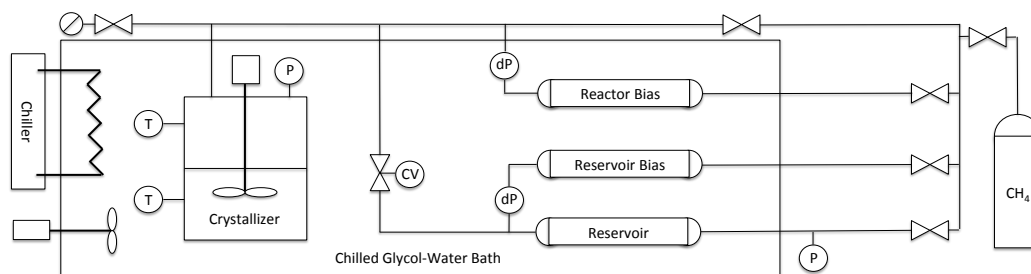 dP
P
Reactor Bias
Chiller
T
Reservoir Bias
CV
T
dP
CH4
Crystallizer
Reservoir
Chilled Glycol-Water Bath
P